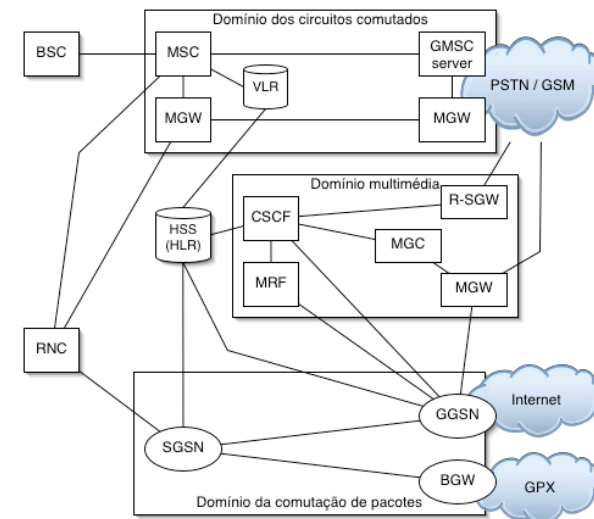 Domínio dos circuitos comutados
BSC
MSC
GMSC
server
VLR
PSTN / GSM
MGW
MGW
Domínio multimédia
R-SGW
HSS
(HLR)
CSCF
MGC
MRF
MGW
RNC
Internet
GGSN
SGSN
BGW
GPX
Domínio da comutação de pacotes